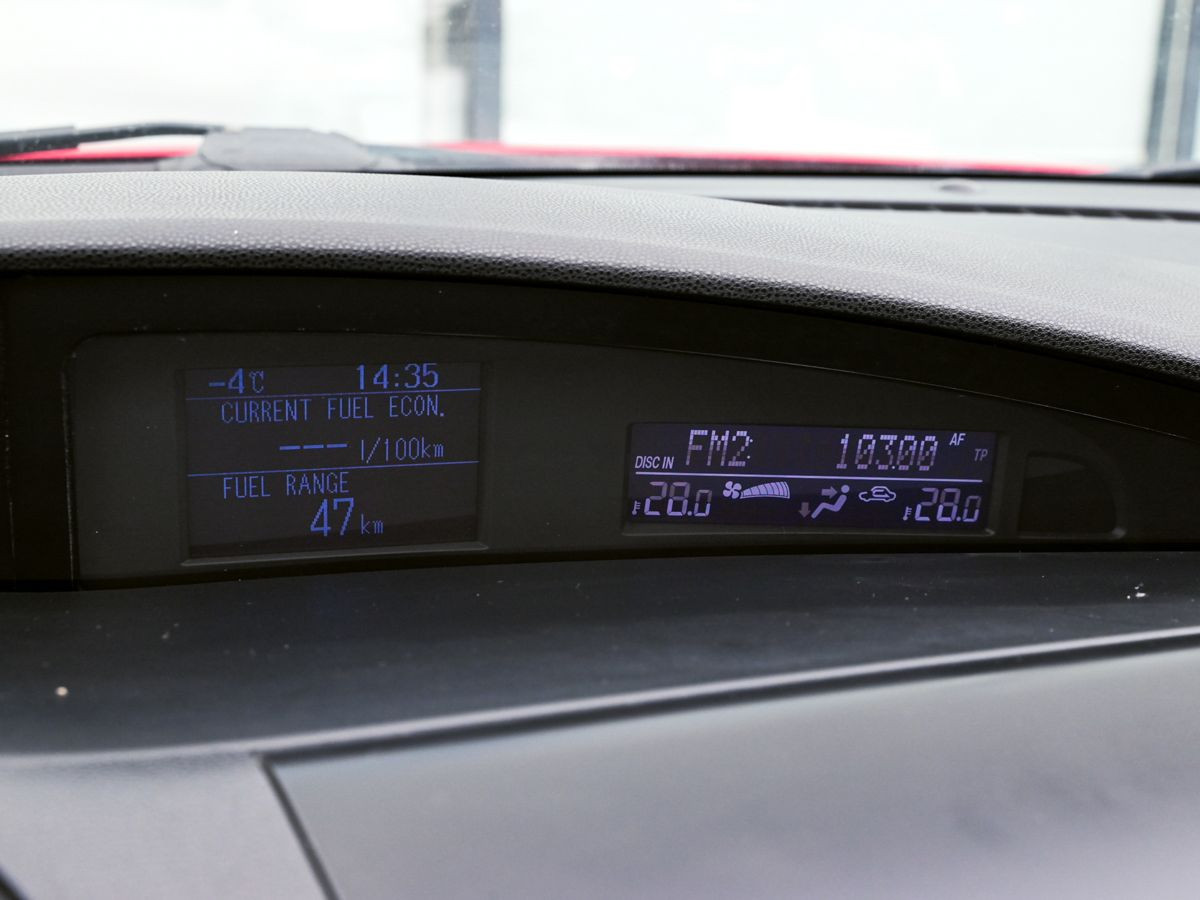 -4℃ 14:35
CURRENT FUEL ECON.
--- l/100km
FUEL RANGE
47km
FM2 103.00 AF
DISC IN TP
28.0 28.0